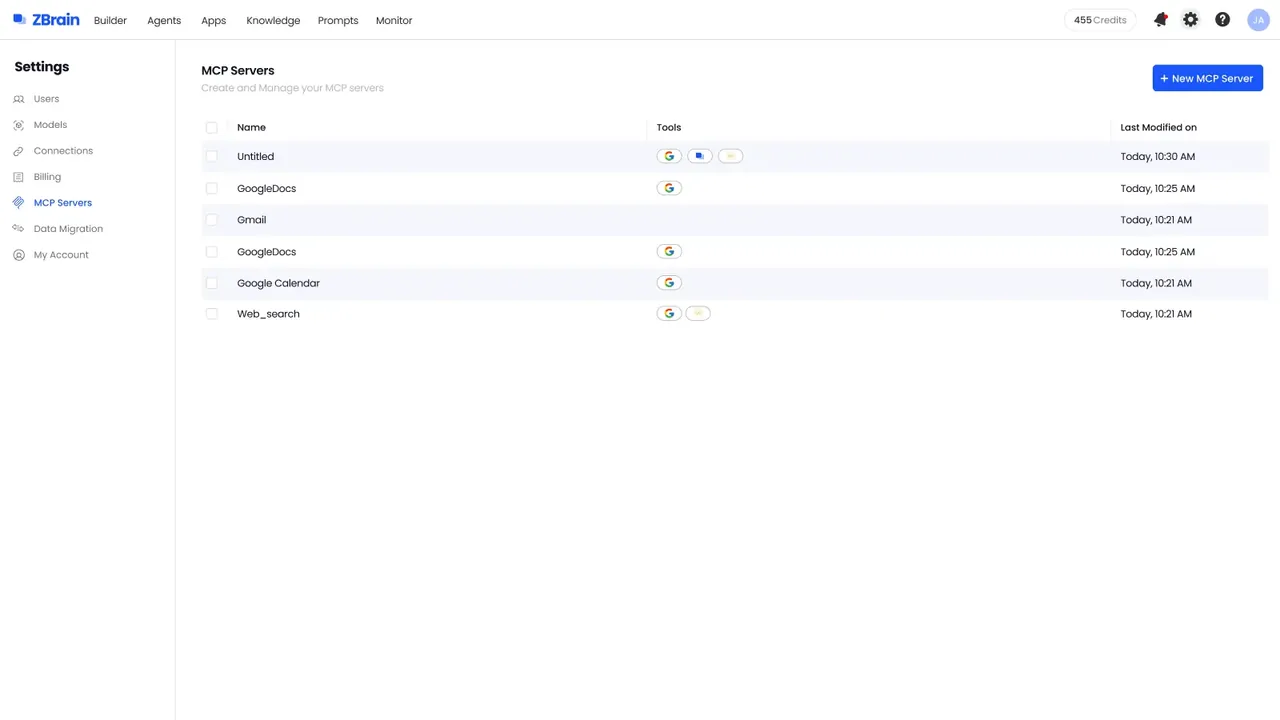 ZBrain Builder Agents Apps Knowledge Prompts Monitor 455 Credits JA
Settings
Users
Models
Connections
Billing
MCP Servers
Data Migration
My Account
MCP Servers
Create and Manage your MCP servers
+ New MCP Server
Name Tools Last Modified on
Untitled Today, 10:30 AM
GoogleDocs Today, 10:25 AM
Gmail Today, 10:21 AM
GoogleDocs Today, 10:25 AM
Google Calendar Today, 10:21 AM
Web_search Today, 10:21 AM